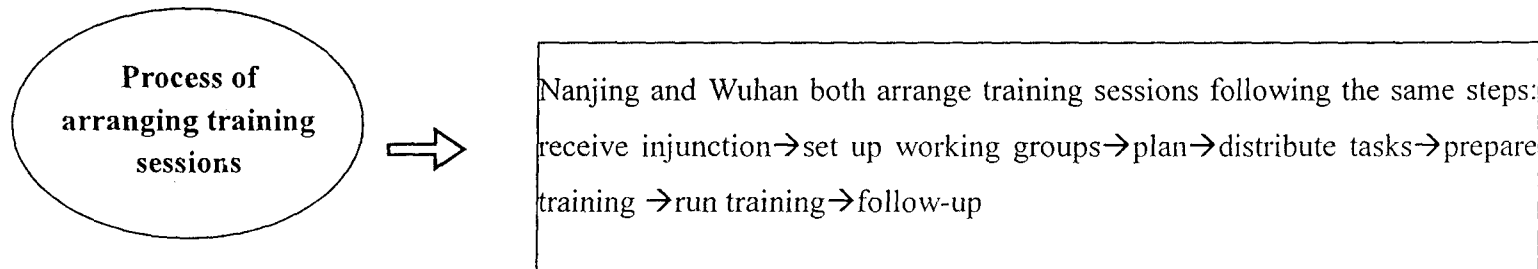 Process of
arranging training
sessions
Nanjing and Wuhan both arrange training sessions following the same steps:
receive injunction→set up working groups→plan→distribute tasks→prepare
training →run training→follow-up